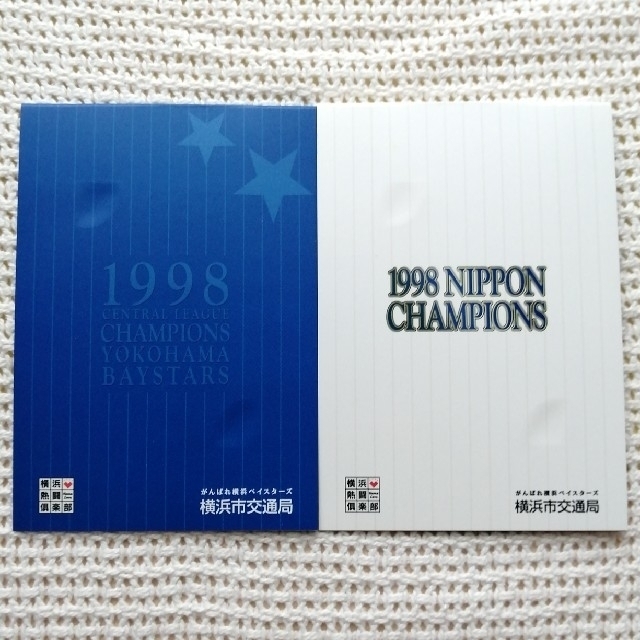 1998
CENTRAL LEAGUE
CHAMPIONS
YOKOHAMA
BAYSTARS
横浜
熱闘
倶楽部
がんばれ横浜ベイスターズ
横浜市交通局
1998 NIPPON
CHAMPIONS
横浜
熱闘
倶楽部
がんばれ横浜ベイスターズ
横浜市交通局